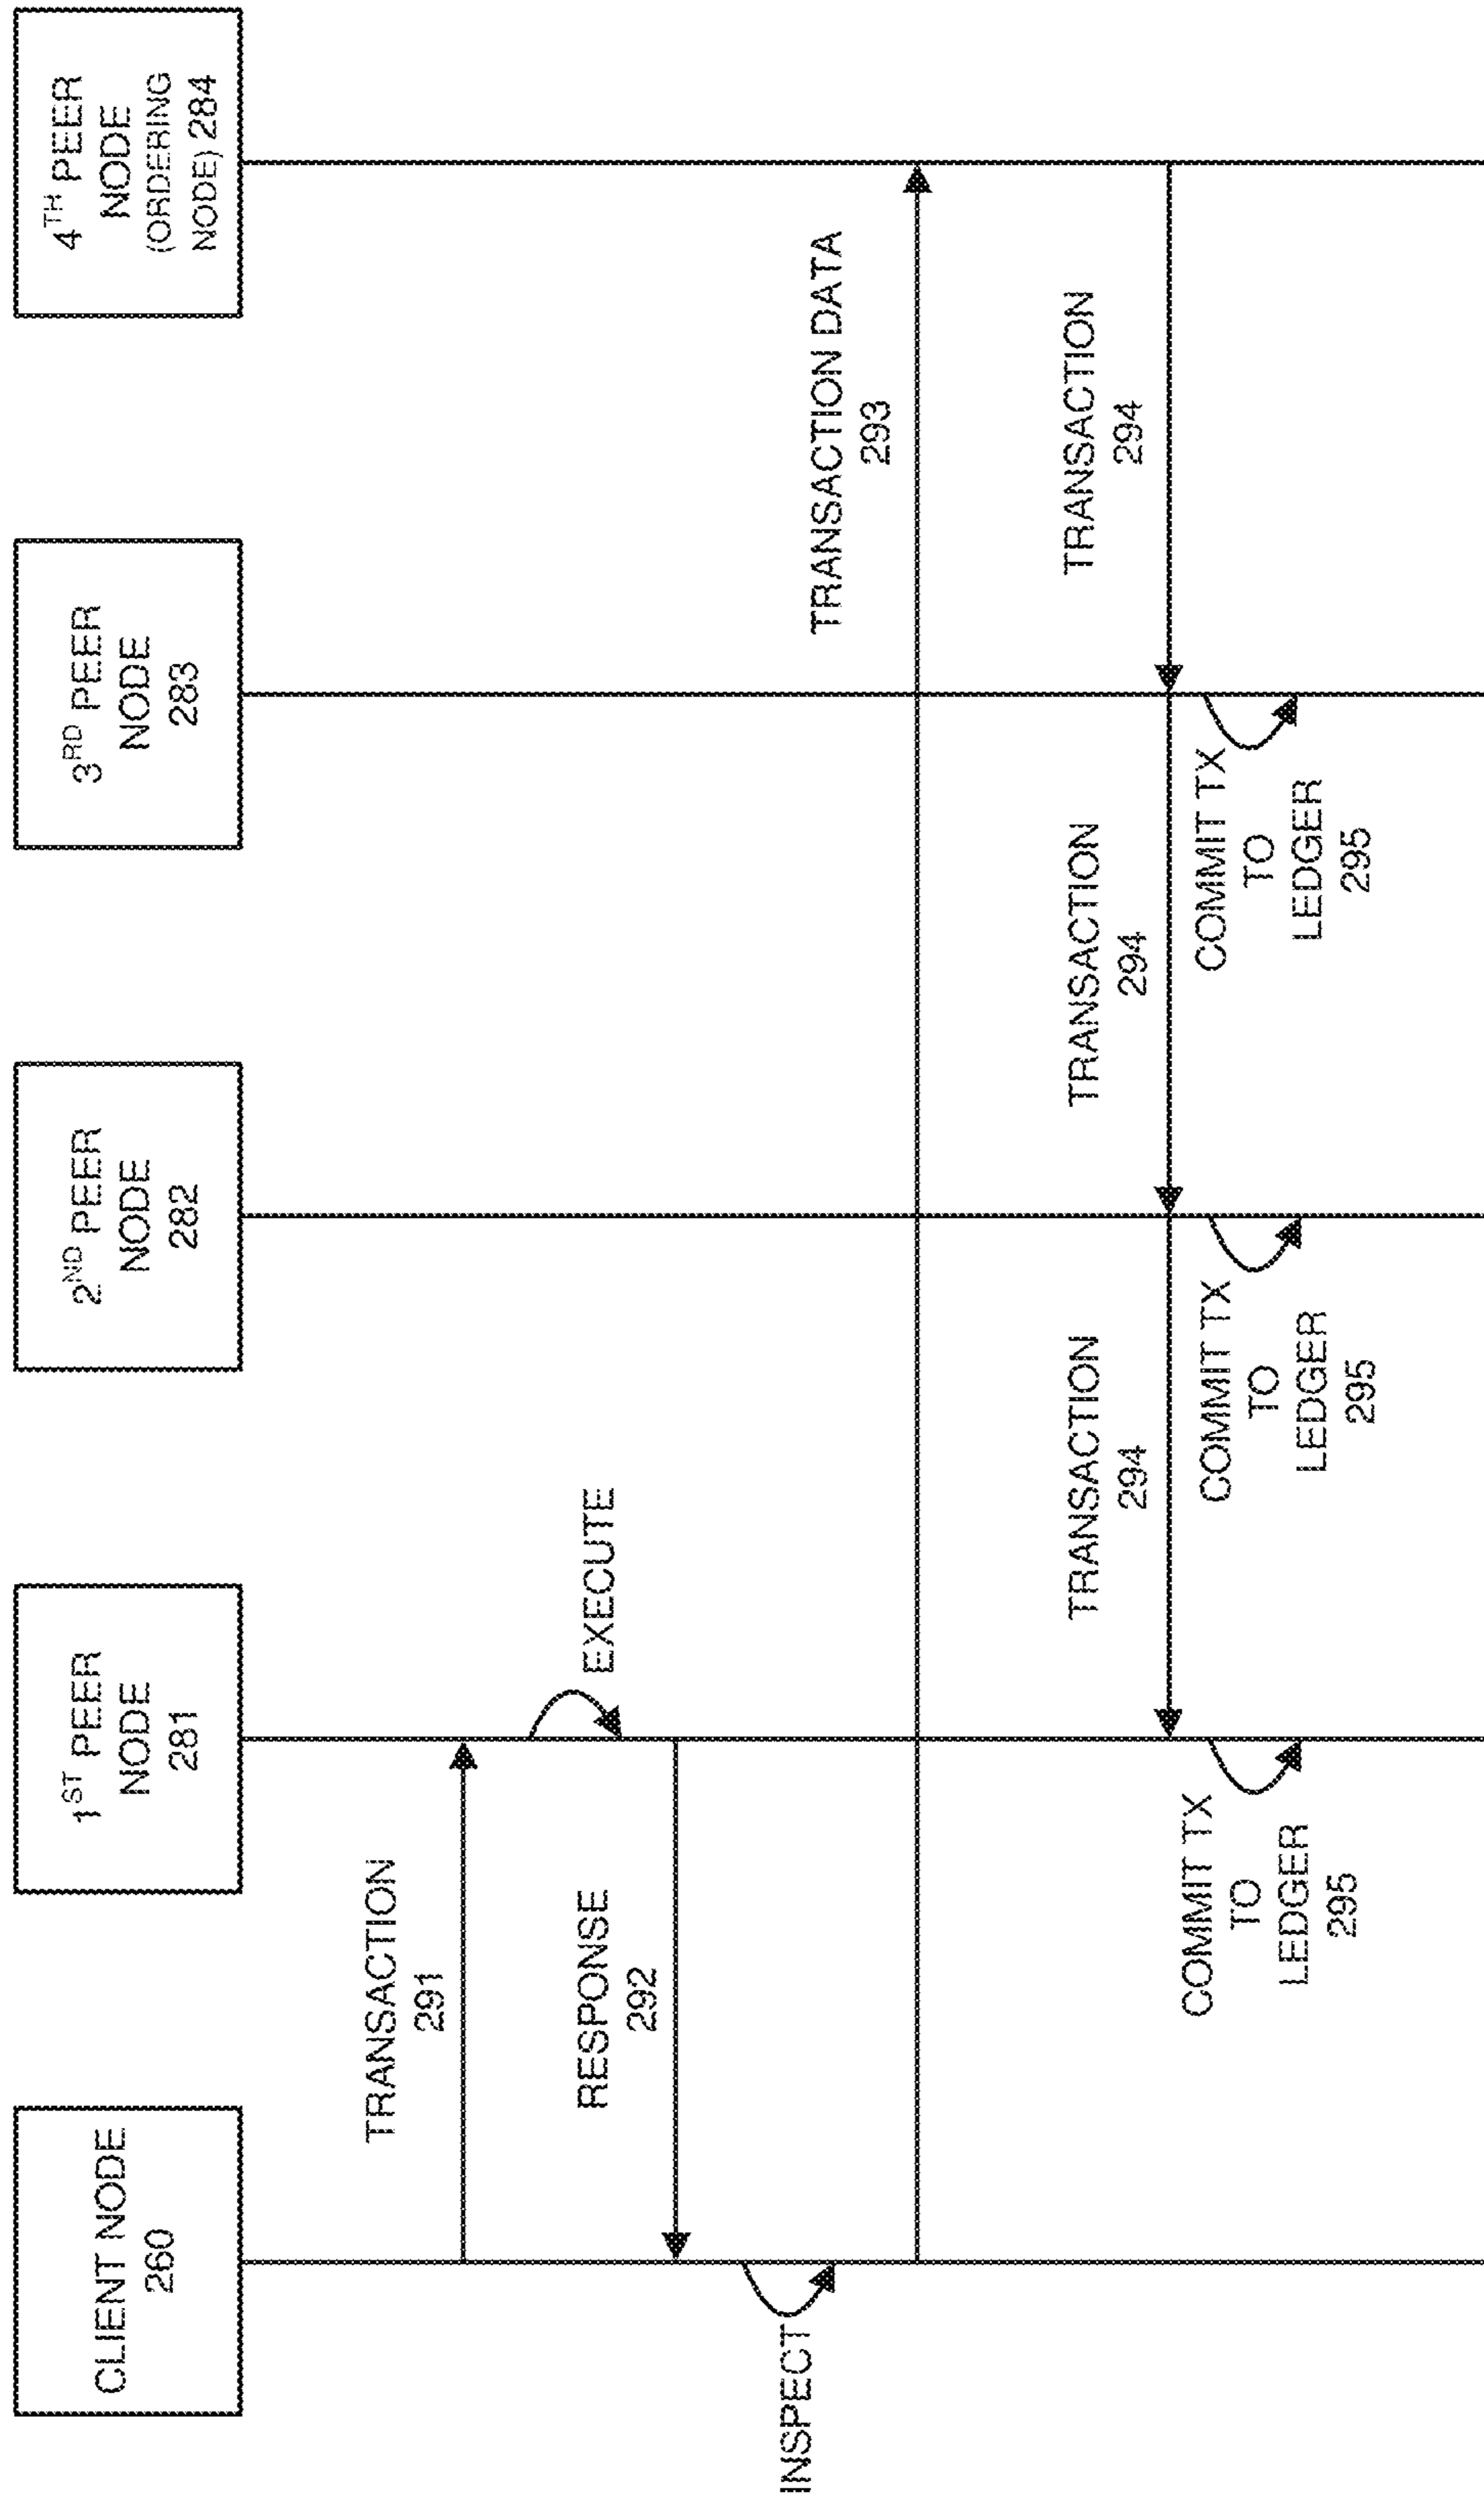 CLIENT NODE
260
1ST PEER
NODE
281
2ND PEER
NODE
282
3RD PEER
NODE
283
4TH PEER
NODE
(ORDERING
NODE) 284
TRANSACTION
291
EXECUTE
RESPONSE
292
INSPECT
TRANSACTION DATA
293
TRANSACTION
294
TRANSACTION
294
TRANSACTION
294
COMMIT TX
TO
LEDGER
295
COMMIT TX
TO
LEDGER
295
COMMIT TX
TO
LEDGER
295